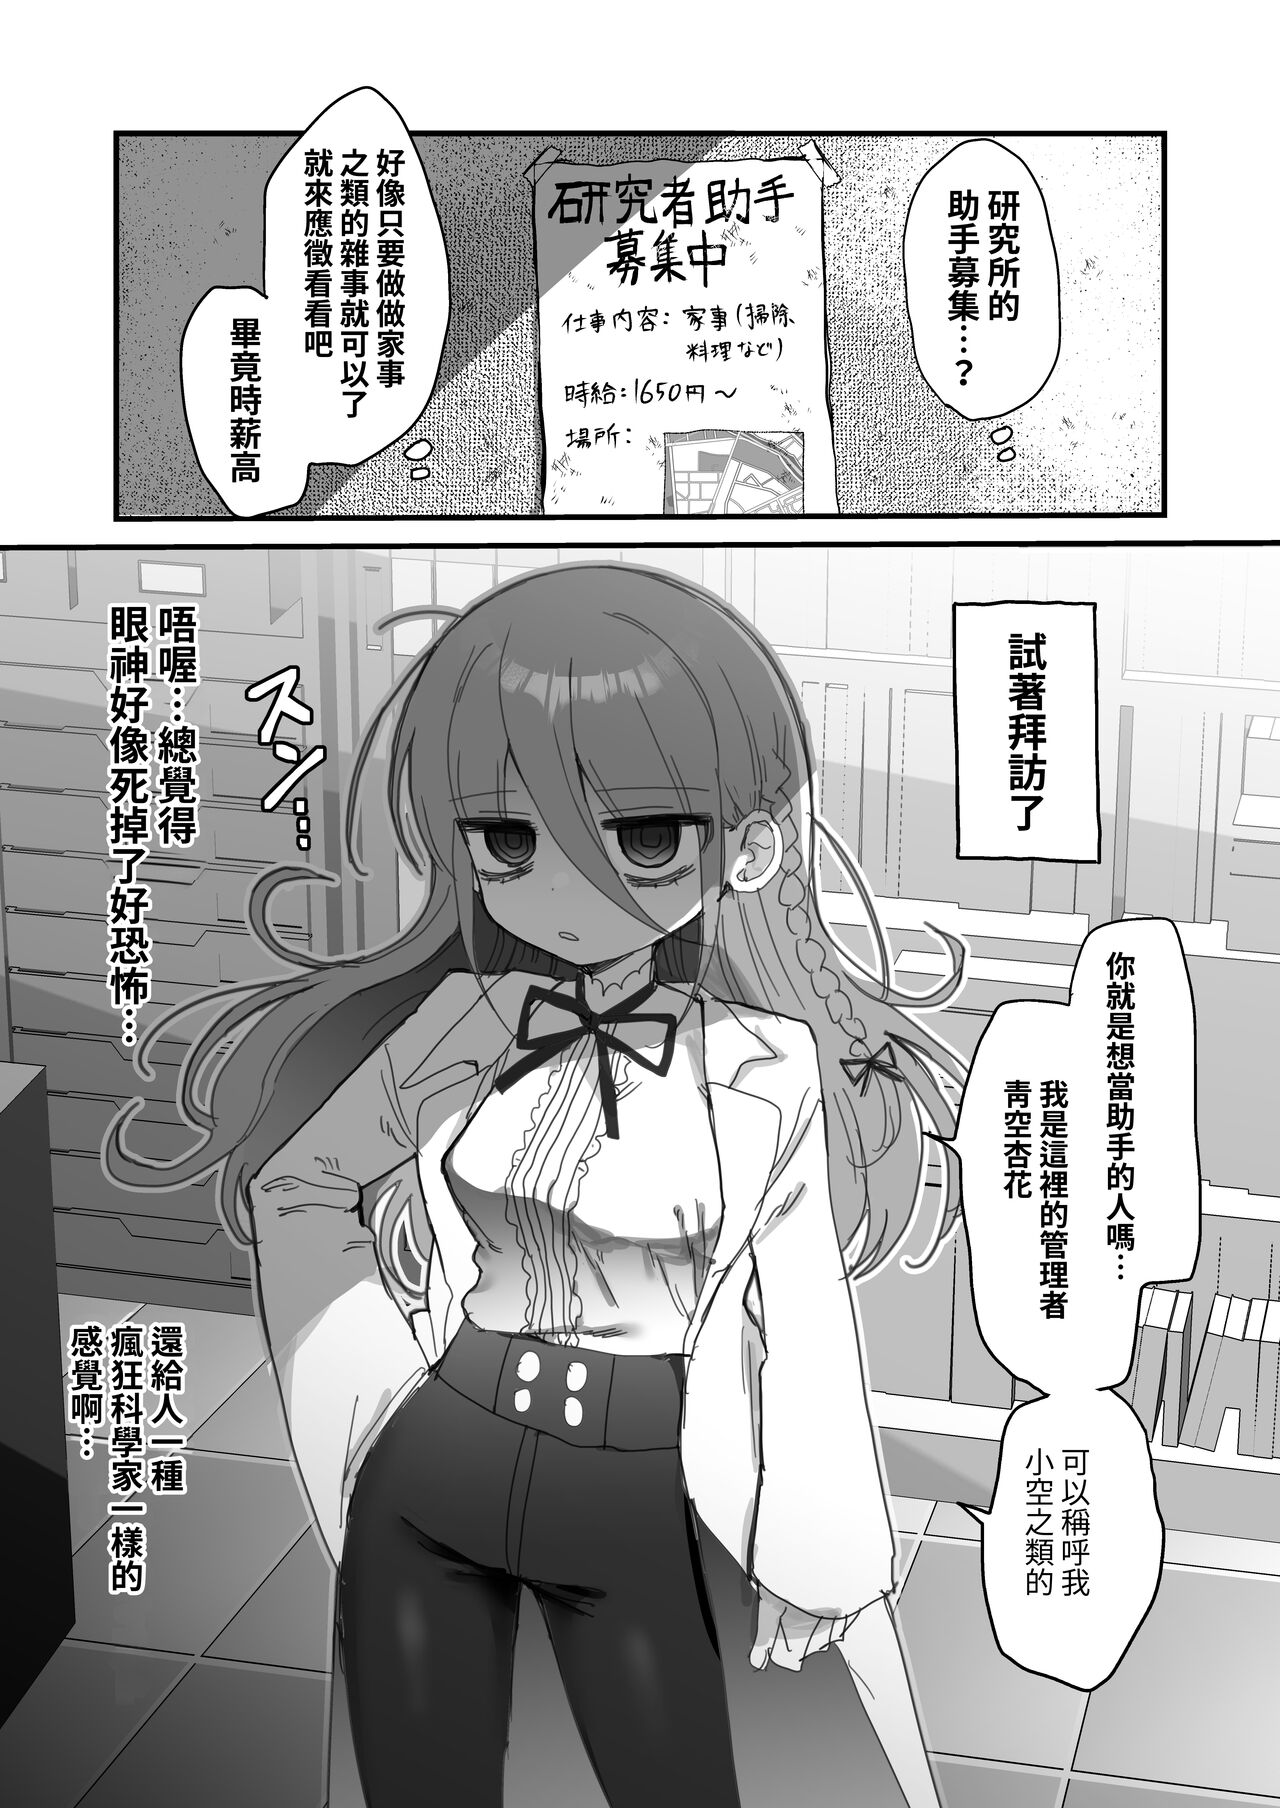 研究所的
助手募集…？
研究者助手
募集中
仕事内容：家事（掃除
料理など）
時給：1650円～
場所：
好像只要做做家事
之類的雜事就可以了
就來應徵看看吧
畢竟時薪高
試著拜訪了
你就是想當助手的人嗎…
我是這裡的管理者
青空杏花
可以稱呼我
小空之類的
スン…
唔喔…總覺得
眼神好像死掉了好恐怖…
還給人一種
瘋狂科學家一樣的
感覺啊…